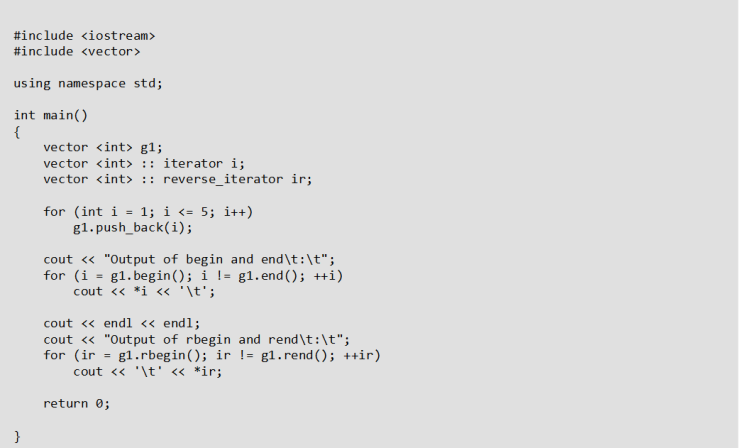 #include <iostream>
#include <vector>
using namespace std;
int main()
{
vector <int> g1;
vector <int> :: iterator i;
vector <int> :: reverse_iterator ir;
for (int i = 1; i <= 5; i++)
g1.push_back(i);
cout << "Output of begin and end\t:\t";
for (i = g1.begin(); i != g1.end(); ++i)
cout << *i << '\t';
cout << endl << endl;
cout << "Output of rbegin and rend\t:\t";
for (ir = g1.rbegin(); ir != g1.rend(); ++ir)
cout << '\t' << *ir;
return 0;
}